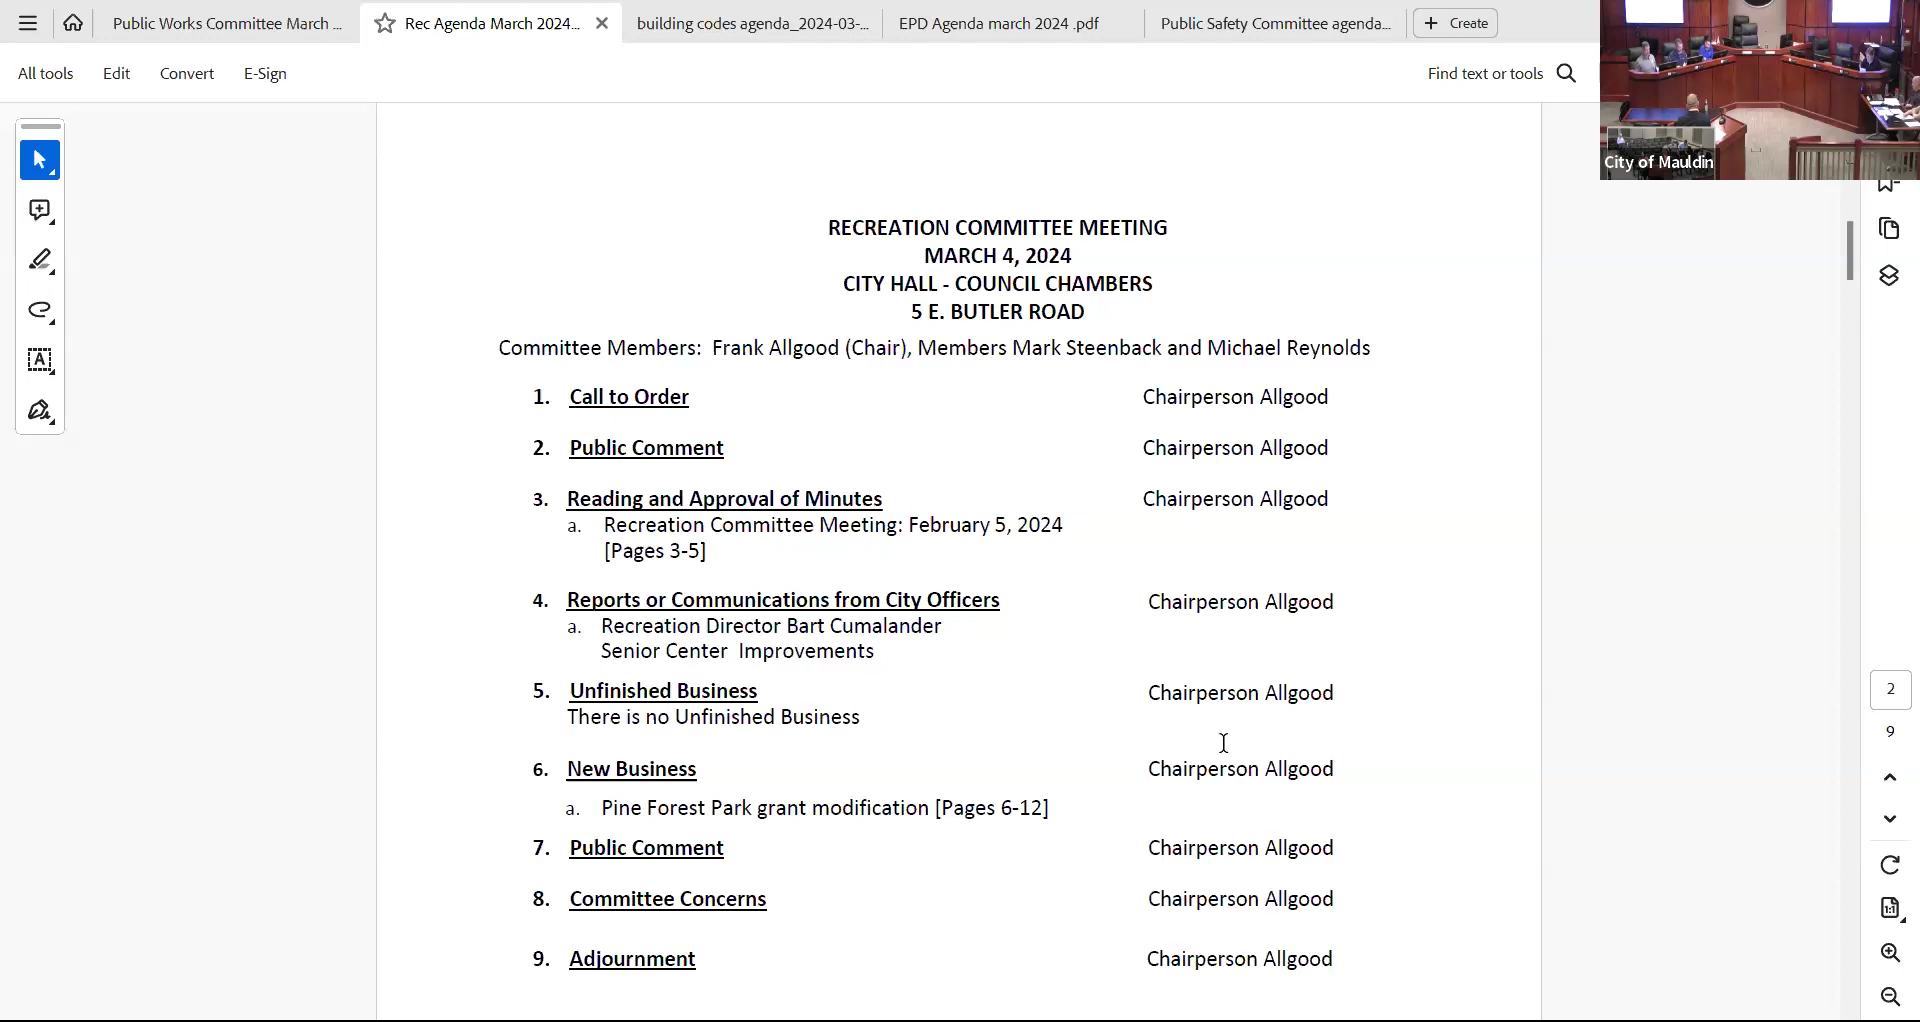 Public Works Committee March ...
Rec Agenda March 2024...
building codes agenda_2024-03-...
EPD Agenda march 2024 .pdf
Public Safety Committee agenda...
Create
All tools
Edit
Convert
E-Sign
Find text or tools
City of Mauldin
RECREATION COMMITTEE MEETING
MARCH 4, 2024
CITY HALL - COUNCIL CHAMBERS
5 E. BUTLER ROAD
Committee Members: Frank Allgood (Chair), Members Mark Steenback and Michael Reynolds
1. Call to Order Chairperson Allgood
2. Public Comment Chairperson Allgood
3. Reading and Approval of Minutes Chairperson Allgood
a. Recreation Committee Meeting: February 5, 2024
[Pages 3-5]
4. Reports or Communications from City Officers Chairperson Allgood
a. Recreation Director Bart Cumalander
Senior Center Improvements
5. Unfinished Business Chairperson Allgood
There is no Unfinished Business
6. New Business Chairperson Allgood
a. Pine Forest Park grant modification [Pages 6-12]
7. Public Comment Chairperson Allgood
8. Committee Concerns Chairperson Allgood
9. Adjournment Chairperson Allgood
2
9